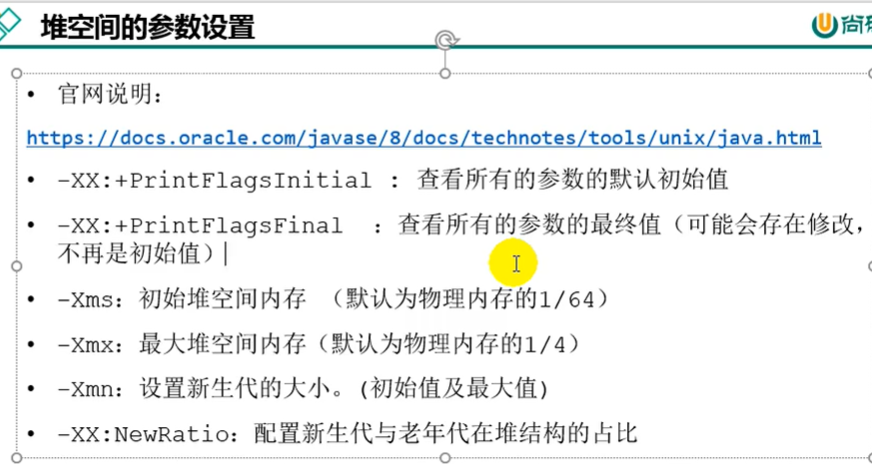 堆空间的参数设置
尚
• 官网说明：
https://docs.oracle.com/javase/8/docs/technotes/tools/unix/java.html
• -XX:+PrintFlagsInitial : 查看所有的参数的默认初始值
• -XX:+PrintFlagsFinal ：查看所有的参数的最终值（可能会存在修改，
不再是初始值）
• -Xms：初始堆空间内存 （默认为物理内存的1/64）
• -Xmx：最大堆空间内存（默认为物理内存的1/4）
• -Xmn：设置新生代的大小。(初始值及最大值)
• -XX:NewRatio：配置新生代与老年代在堆结构的占比